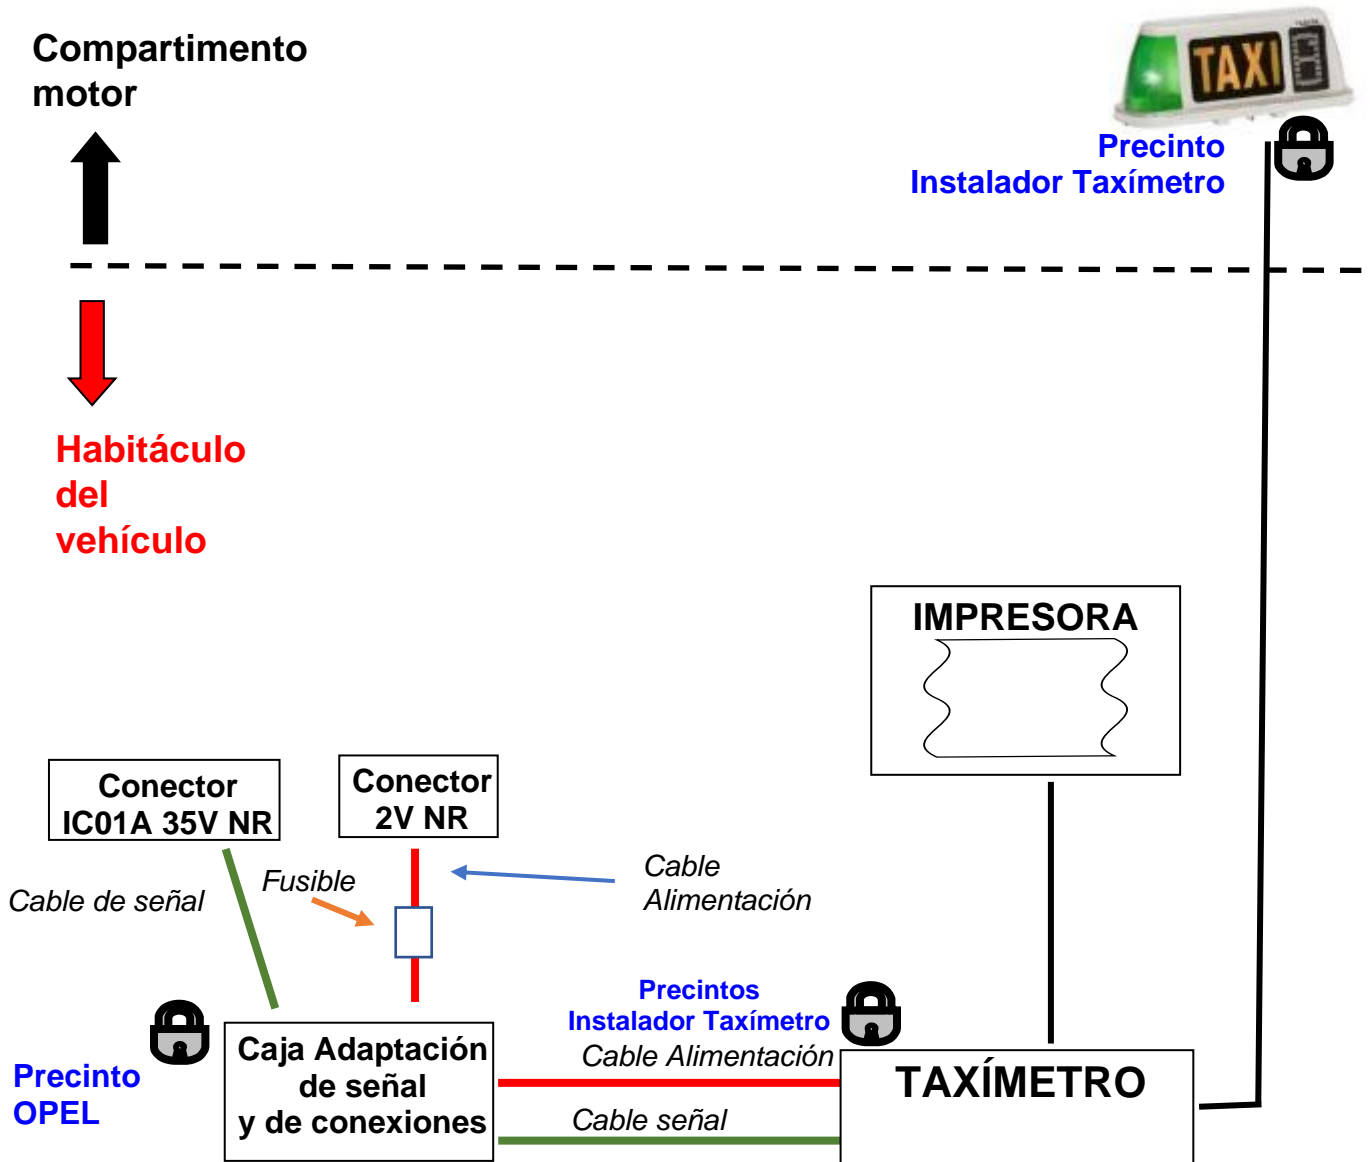 Compartimento
motor
TAXI
Precinto
Instalador Taxímetro
Habitáculo
del
vehículo
IMPRESORA
Conector
IC01A 35V NR
Conector
2V NR
Cable de señal
Fusible
Cable
Alimentación
Precintos
Instalador Taxímetro
Cable Alimentación
Precinto
OPEL
Caja Adaptación
de señal
y de conexiones
Cable señal
TAXÍMETRO